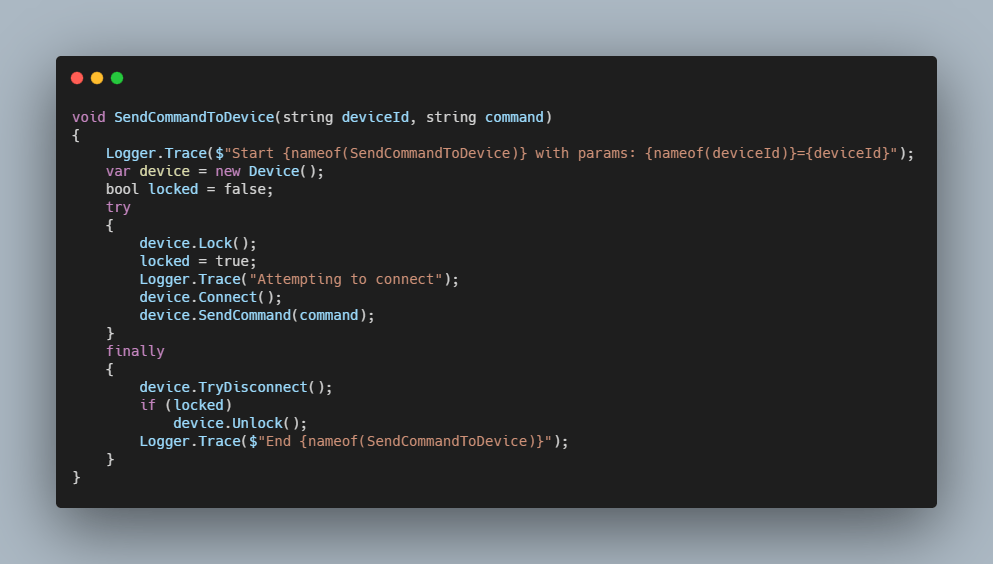 void SendCommandToDevice(string deviceId, string command)
{
    Logger.Trace($"Start {nameof(SendCommandToDevice)} with params: {nameof(deviceId)}={deviceId}");
    var device = new Device();
    bool locked = false;
    try
    {
        device.Lock();
        locked = true;
        Logger.Trace("Attempting to connect");
        device.Connect();
        device.SendCommand(command);
    }
    finally
    {
        device.TryDisconnect();
        if (locked)
            device.Unlock();
        Logger.Trace($"End {nameof(SendCommandToDevice)}");
    }
}